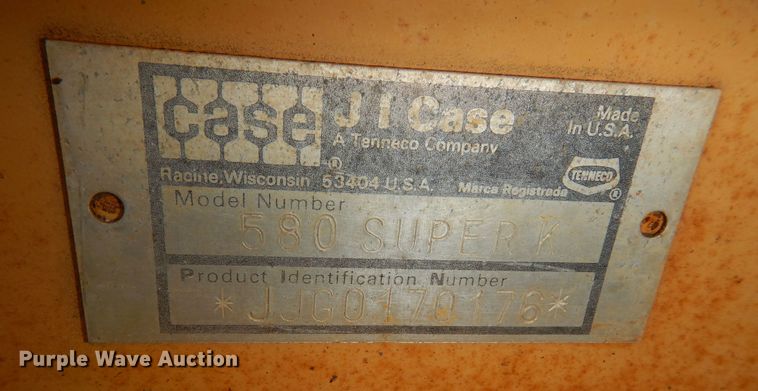 case
J I Case
A Tenneco Company
Made
In U.S.A.
Racine, Wisconsin 53404 U.S.A.
Marca Registrada
TENNECO
Model Number
580 SUPER K
Product Identification Number
*JJG0170176*
Purple Wave Auction